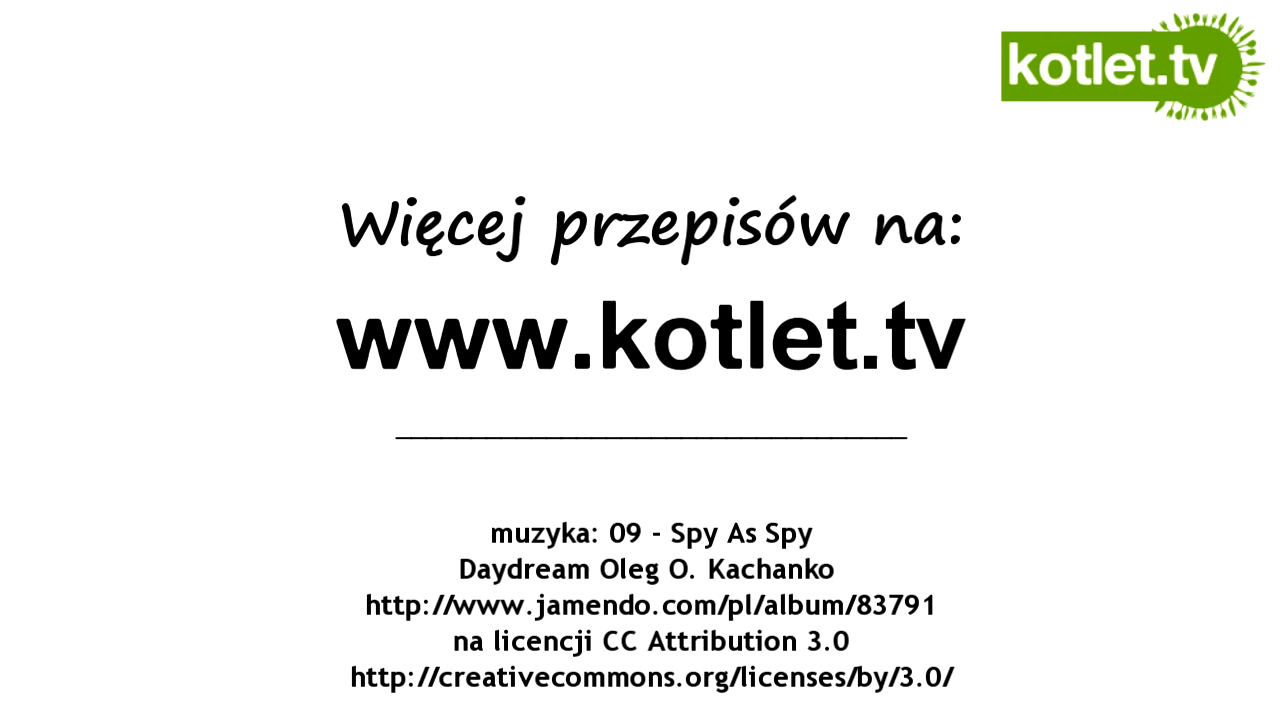 kotlet.tv
Więcej przepisów na:
www.kotlet.tv
muzyka: 09 - Spy As Spy
Daydream Oleg O. Kachanko
http://www.jamendo.com/pl/album/83791
na licencji CC Attribution 3.0
http://creativecommons.org/licenses/by/3.0/